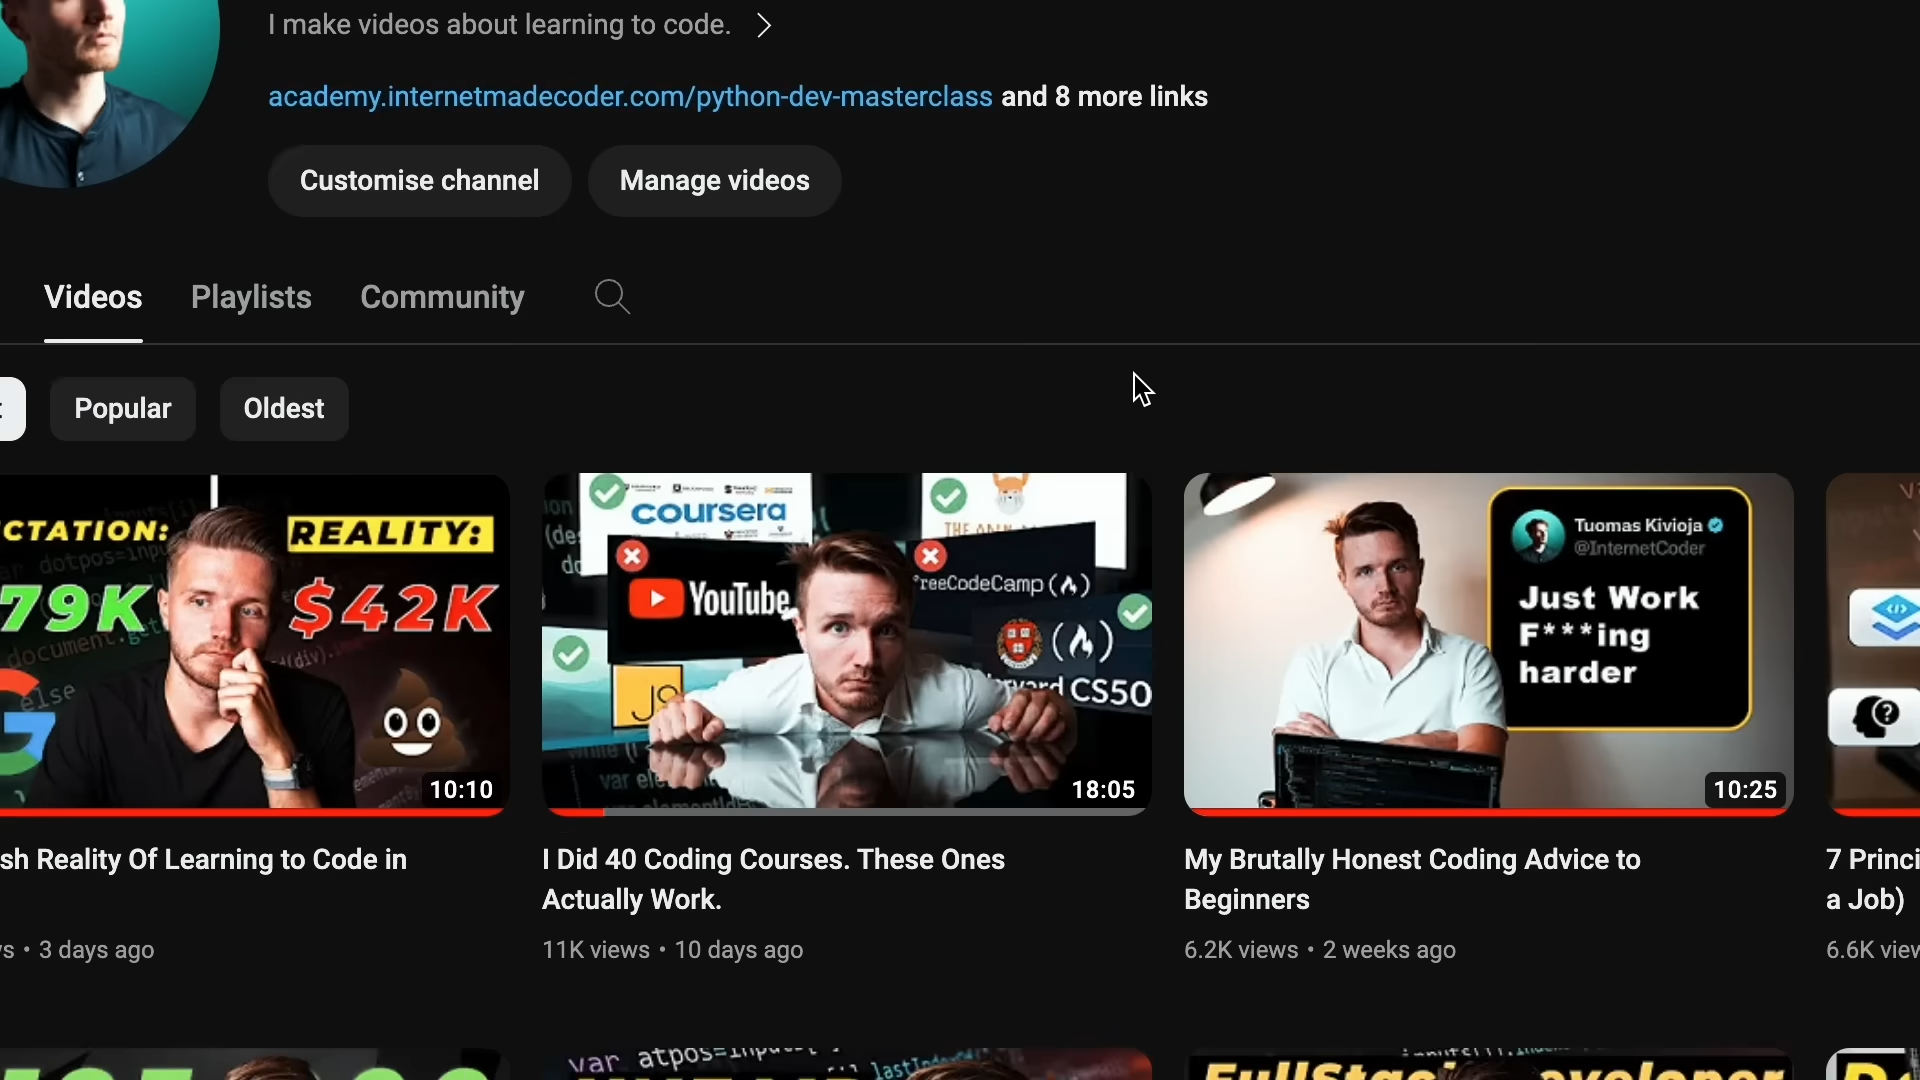 I make videos about learning to code.
academy.internetmadecoder.com/python-dev-masterclass and 8 more links
Customise channel Manage videos
Videos Playlists Community
Popular Oldest
CTATION: REALITY:
79K $42K
10:10
coursera
YouTube
reeCodeCamp (🔥)
JS
CS50
18:05
Tuomas Kivioja
@InternetCoder
Just Work
F***ing
harder
10:25
sh Reality Of Learning to Code in
s • 3 days ago
I Did 40 Coding Courses. These Ones
Actually Work.
11K views • 10 days ago
My Brutally Honest Coding Advice to
Beginners
6.2K views • 2 weeks ago
7 Princi
a Job)
6.6K view
var atpos=input
lastIndexOf